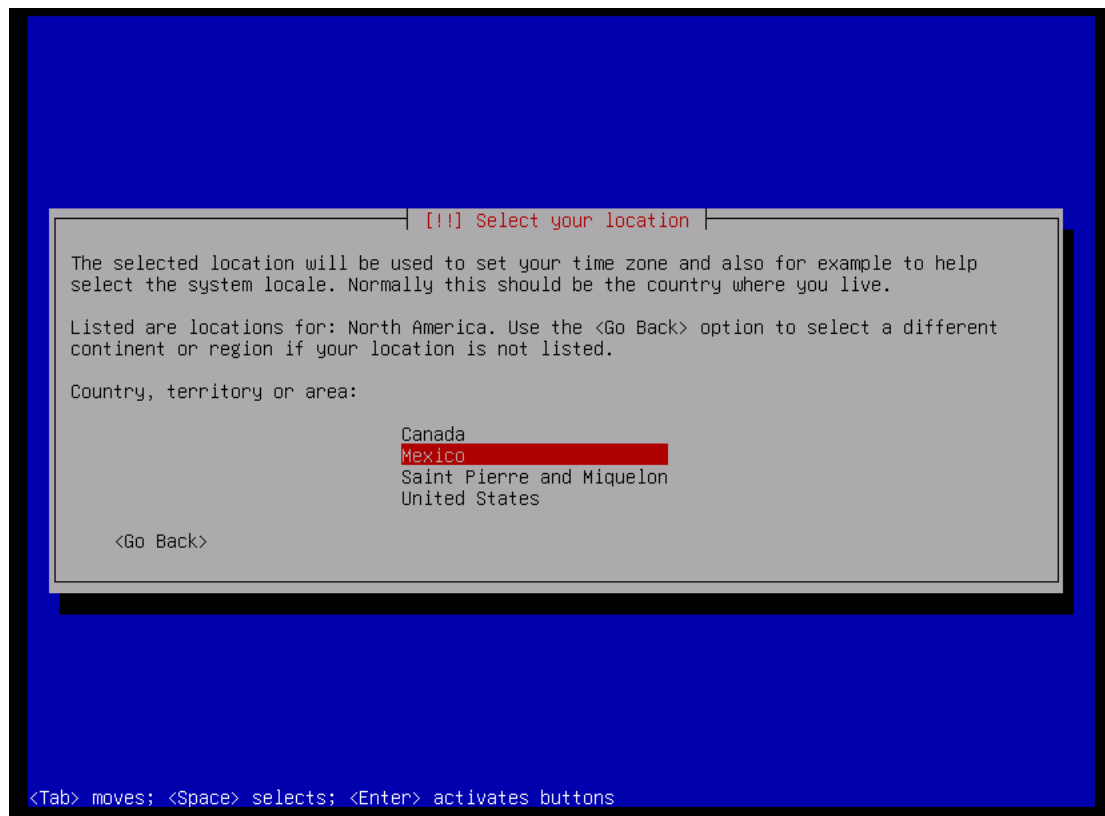 [!!] Select your location
The selected location will be used to set your time zone and also for example to help
select the system locale. Normally this should be the country where you live.
Listed are locations for: North America. Use the <Go Back> option to select a different
continent or region if your location is not listed.
Country, territory or area:
Canada
Mexico
Saint Pierre and Miquelon
United States
<Go Back>
<Tab> moves; <Space> selects; <Enter> activates buttons